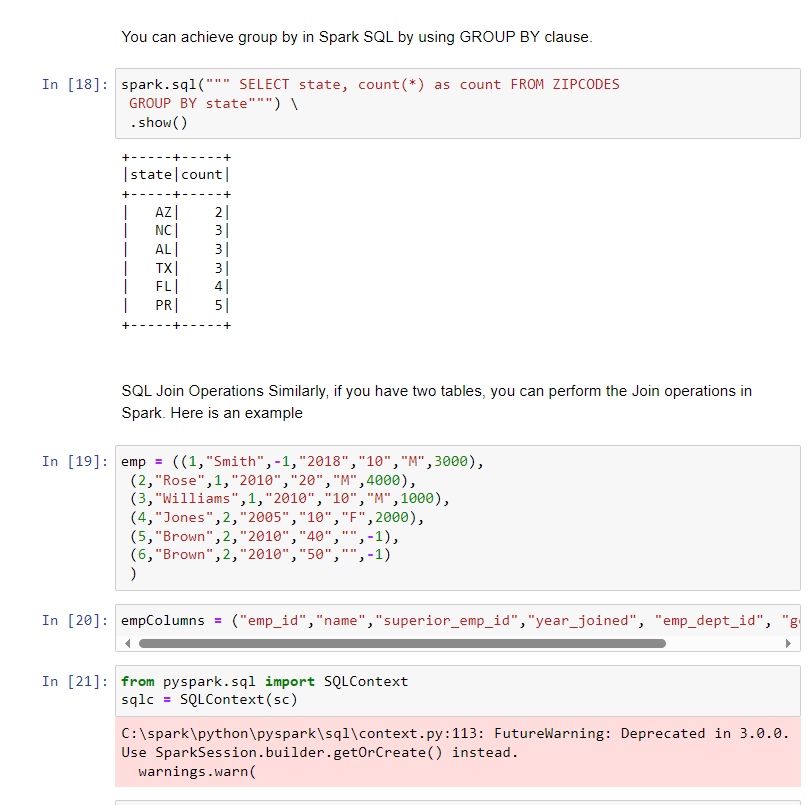 You can achieve group by in Spark SQL by using GROUP BY clause.
In [18]: spark.sql(""" SELECT state, count(*) as count FROM ZIPCODES
 GROUP BY state""") \
 .show()
+-----+-----+
|state|count|
+-----+-----+
|   AZ|    2|
|   NC|    3|
|   AL|    3|
|   TX|    3|
|   FL|    4|
|   PR|    5|
+-----+-----+
SQL Join Operations Similarly, if you have two tables, you can perform the Join operations in
Spark. Here is an example
In [19]: emp = ((1,"Smith",-1,"2018","10","M",3000),
 (2,"Rose",1,"2010","20","M",4000),
 (3,"Williams",1,"2010","10","M",1000),
 (4,"Jones",2,"2005","10","F",2000),
 (5,"Brown",2,"2010","40","",-1),
 (6,"Brown",2,"2010","50","",-1)
 )
In [20]: empColumns = ("emp_id","name","superior_emp_id","year_joined", "emp_dept_id", "g
In [21]: from pyspark.sql import SQLContext
sqlc = SQLContext(sc)
C:\spark\python\pyspark\sql\context.py:113: FutureWarning: Deprecated in 3.0.0.
Use SparkSession.builder.getOrCreate() instead.
  warnings.warn(